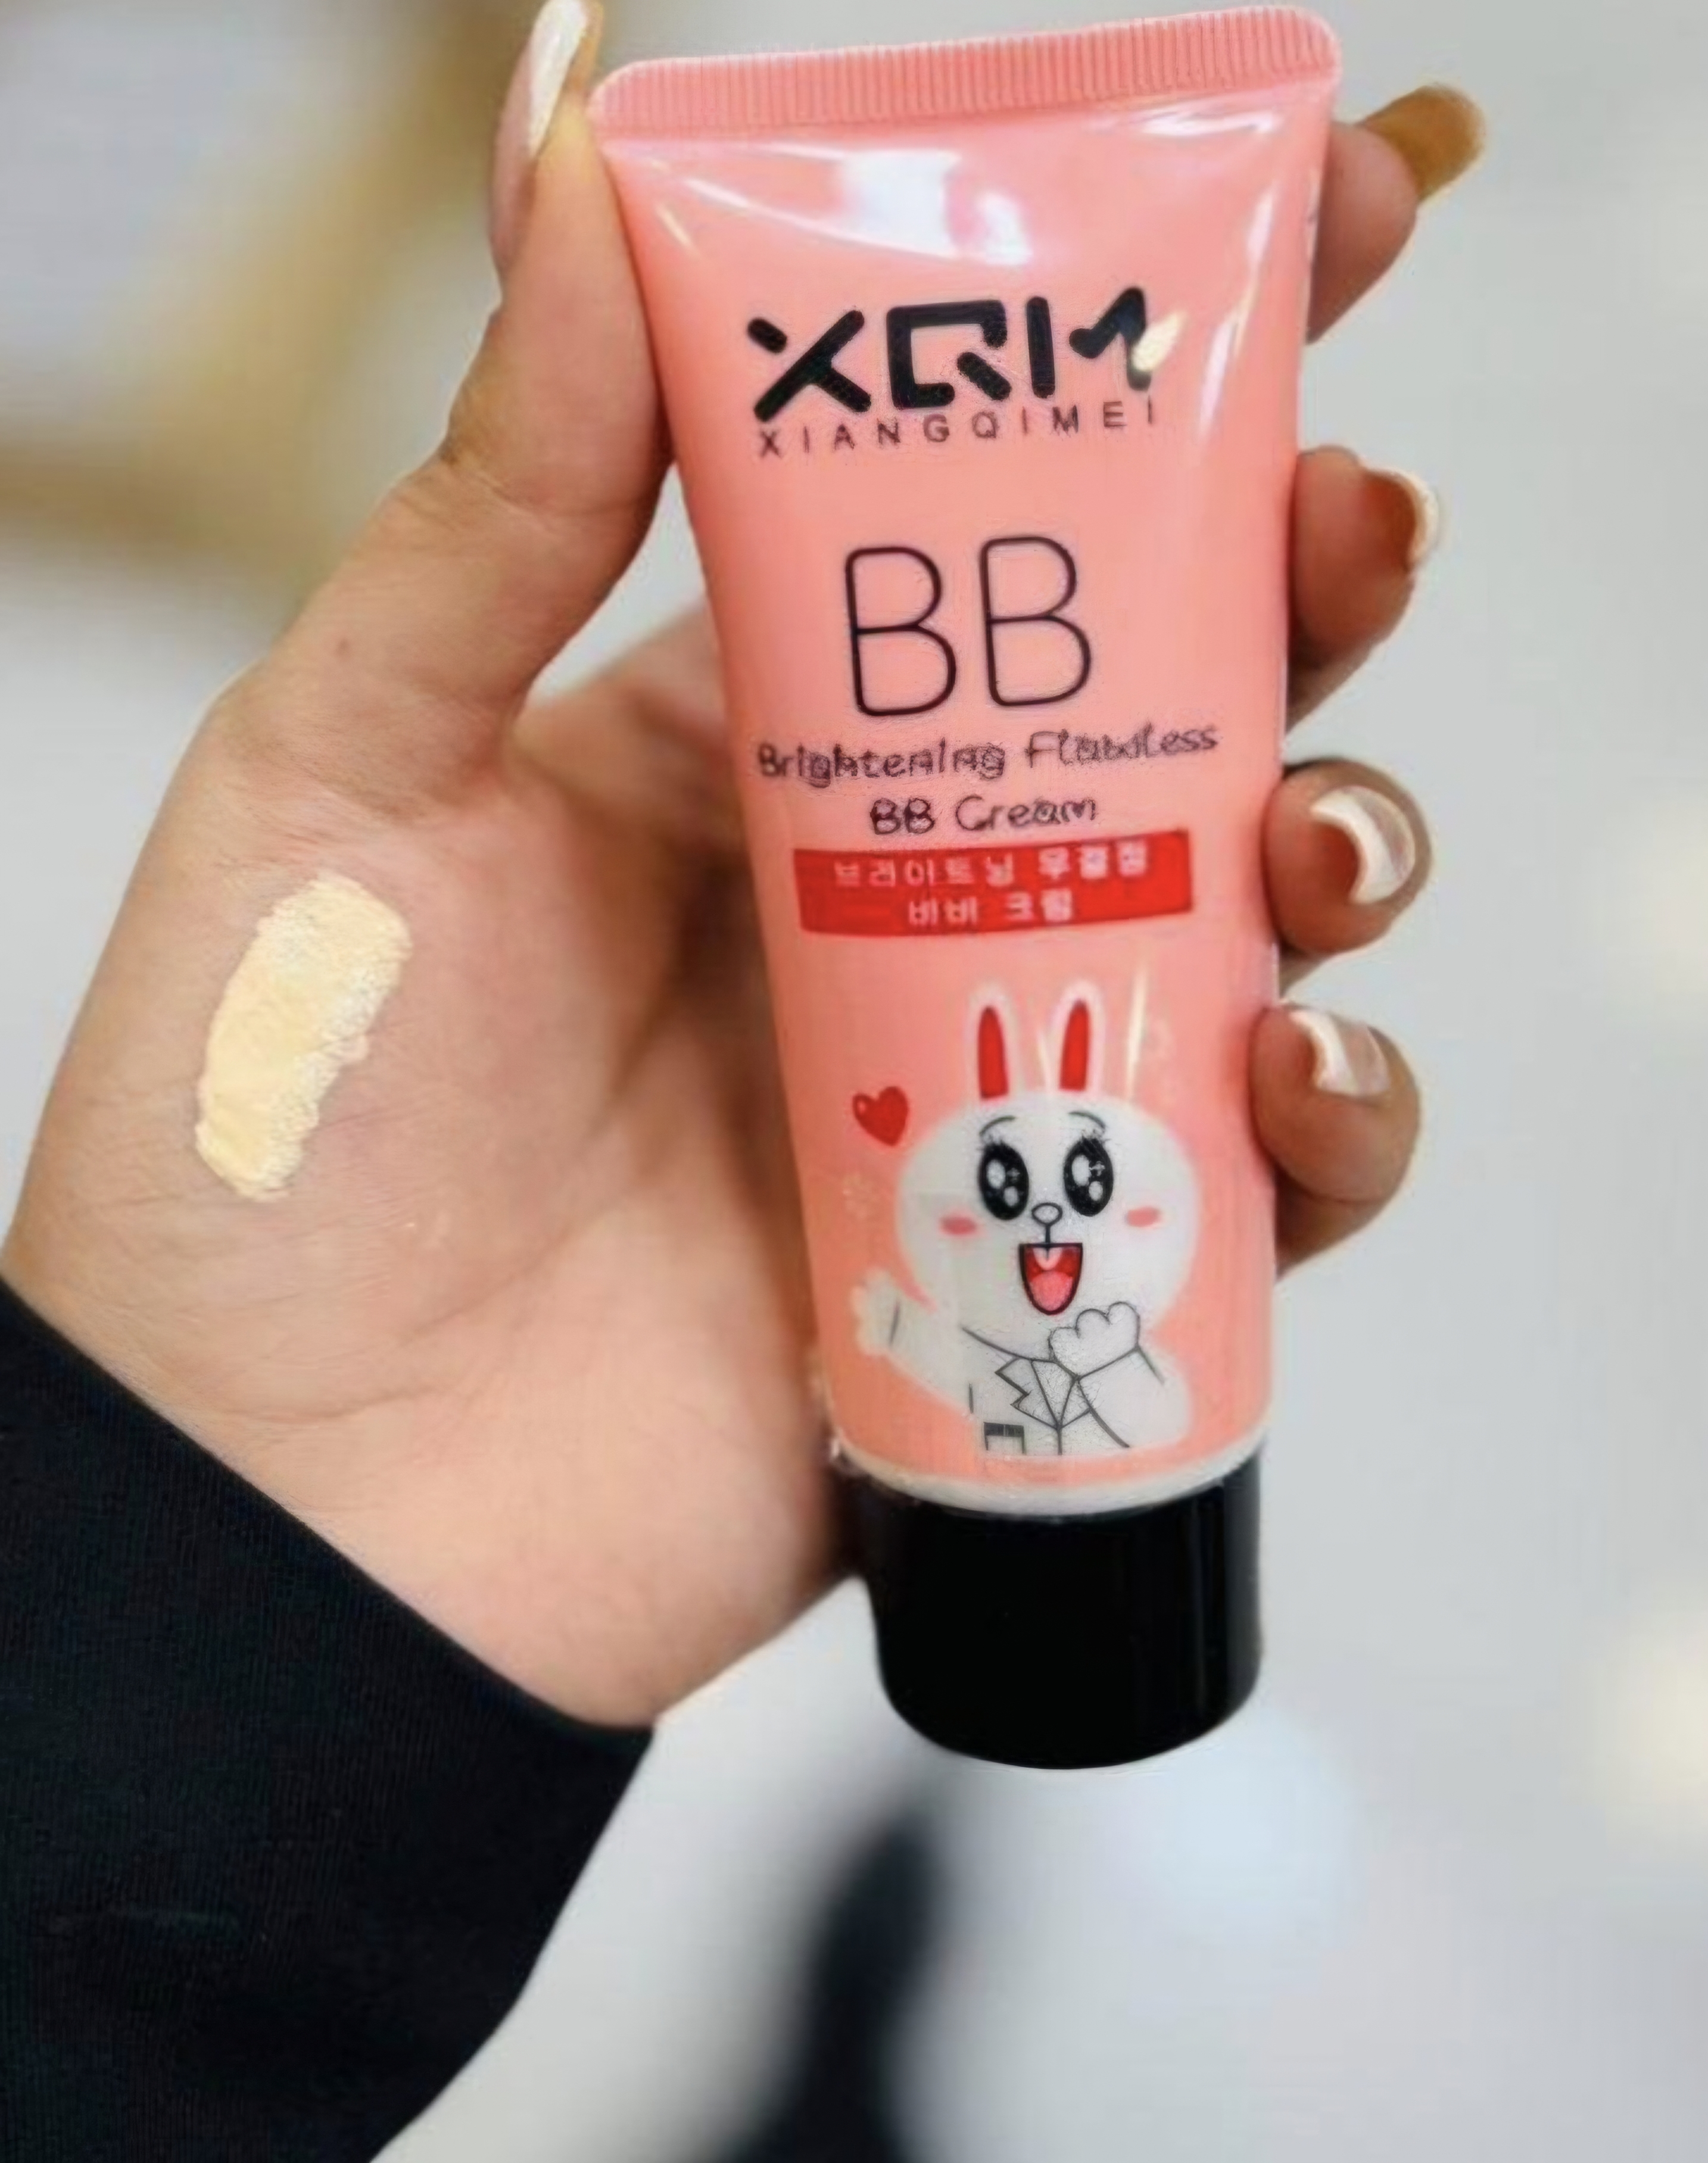 XQM
XIANGQIMEI
BB
Brightening Flawless
BB Cream
브라이트닝 무결점
비비 크림